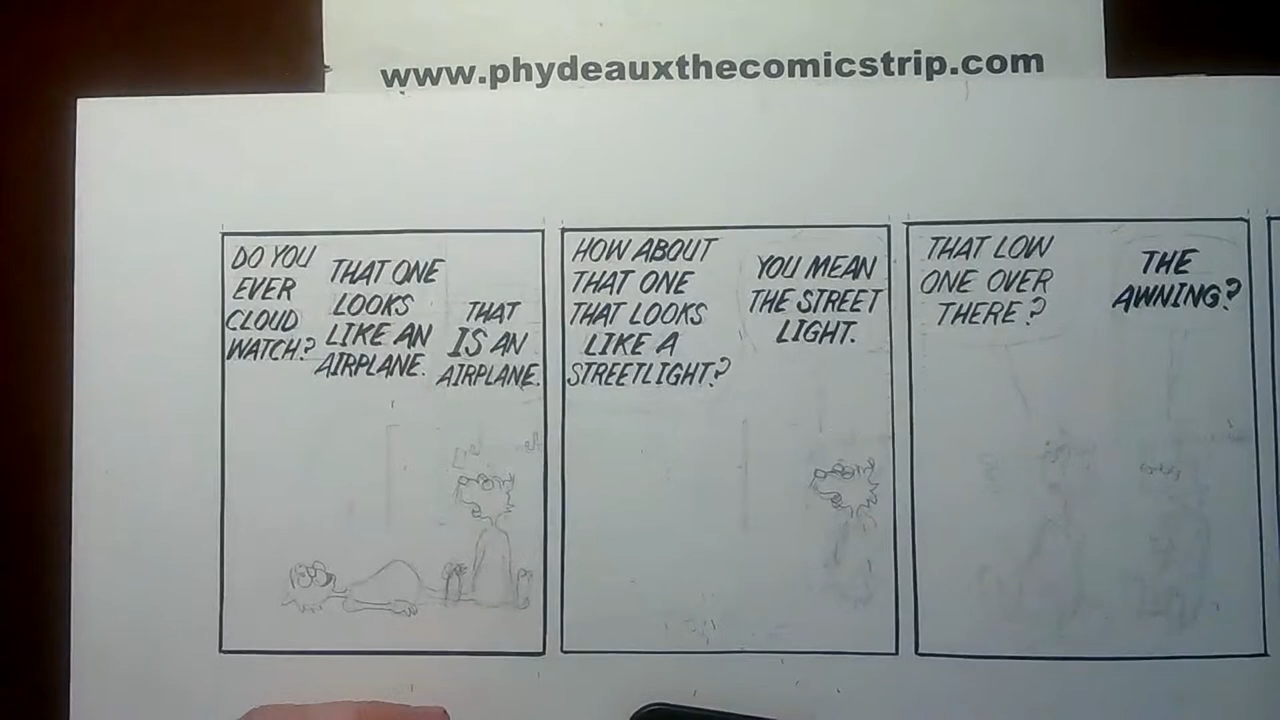 www.phydeauxthecomicstrip.com
DO YOU
EVER
CLOUD
WATCH?
THAT ONE
LOOKS
LIKE AN
AIRPLANE.
THAT
IS AN
AIRPLANE.
HOW ABOUT
THAT ONE
THAT LOOKS
LIKE A
STREETLIGHT?
YOU MEAN
THE STREET
LIGHT.
THAT LOW
ONE OVER
THERE?
THE
AWNING?